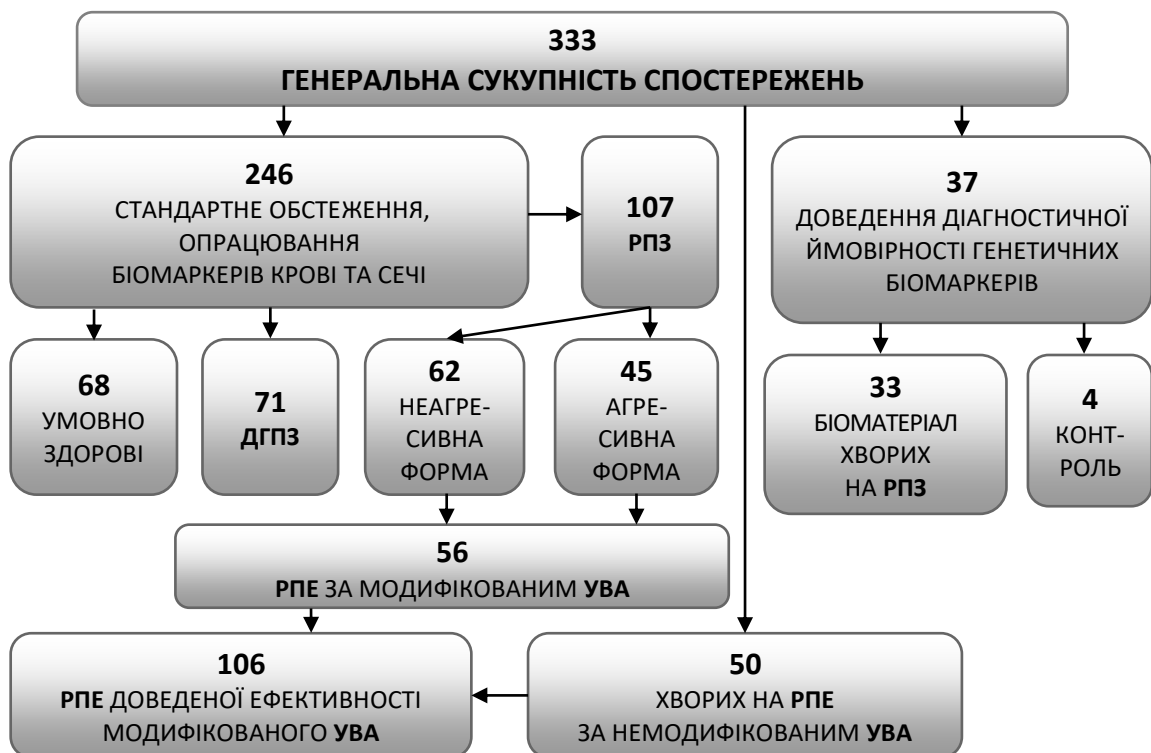 333
ГЕНЕРАЛЬНА СУКУПНІСТЬ СПОСТЕРЕЖЕНЬ
246
СТАНДАРТНЕ ОБСТЕЖЕННЯ,
ОПРАЦЮВАННЯ
БІОМАРКЕРІВ КРОВІ ТА СЕЧІ
107
РПЗ
37
ДОВЕДЕННЯ ДІАГНОСТИЧНОЇ
ЙМОВІРНОСТІ ГЕНЕТИЧНИХ
БІОМАРКЕРІВ
68
УМОВНО
ЗДОРОВІ
71
ДГПЗ
62
НЕАГРЕ-
СИВНА
ФОРМА
45
АГРЕ-
СИВНА
ФОРМА
33
БІОМАТЕРІАЛ
ХВОРИХ
НА РПЗ
4
КОНТ-
РОЛЬ
56
РПЕ ЗА МОДИФІКОВАНИМ УВА
106
РПЕ ДОВЕДЕНОЇ ЕФЕКТИВНОСТІ
МОДИФІКОВАНОГО УВА
50
ХВОРИХ НА РПЕ
ЗА НЕМОДИФІКОВАНИМ УВА